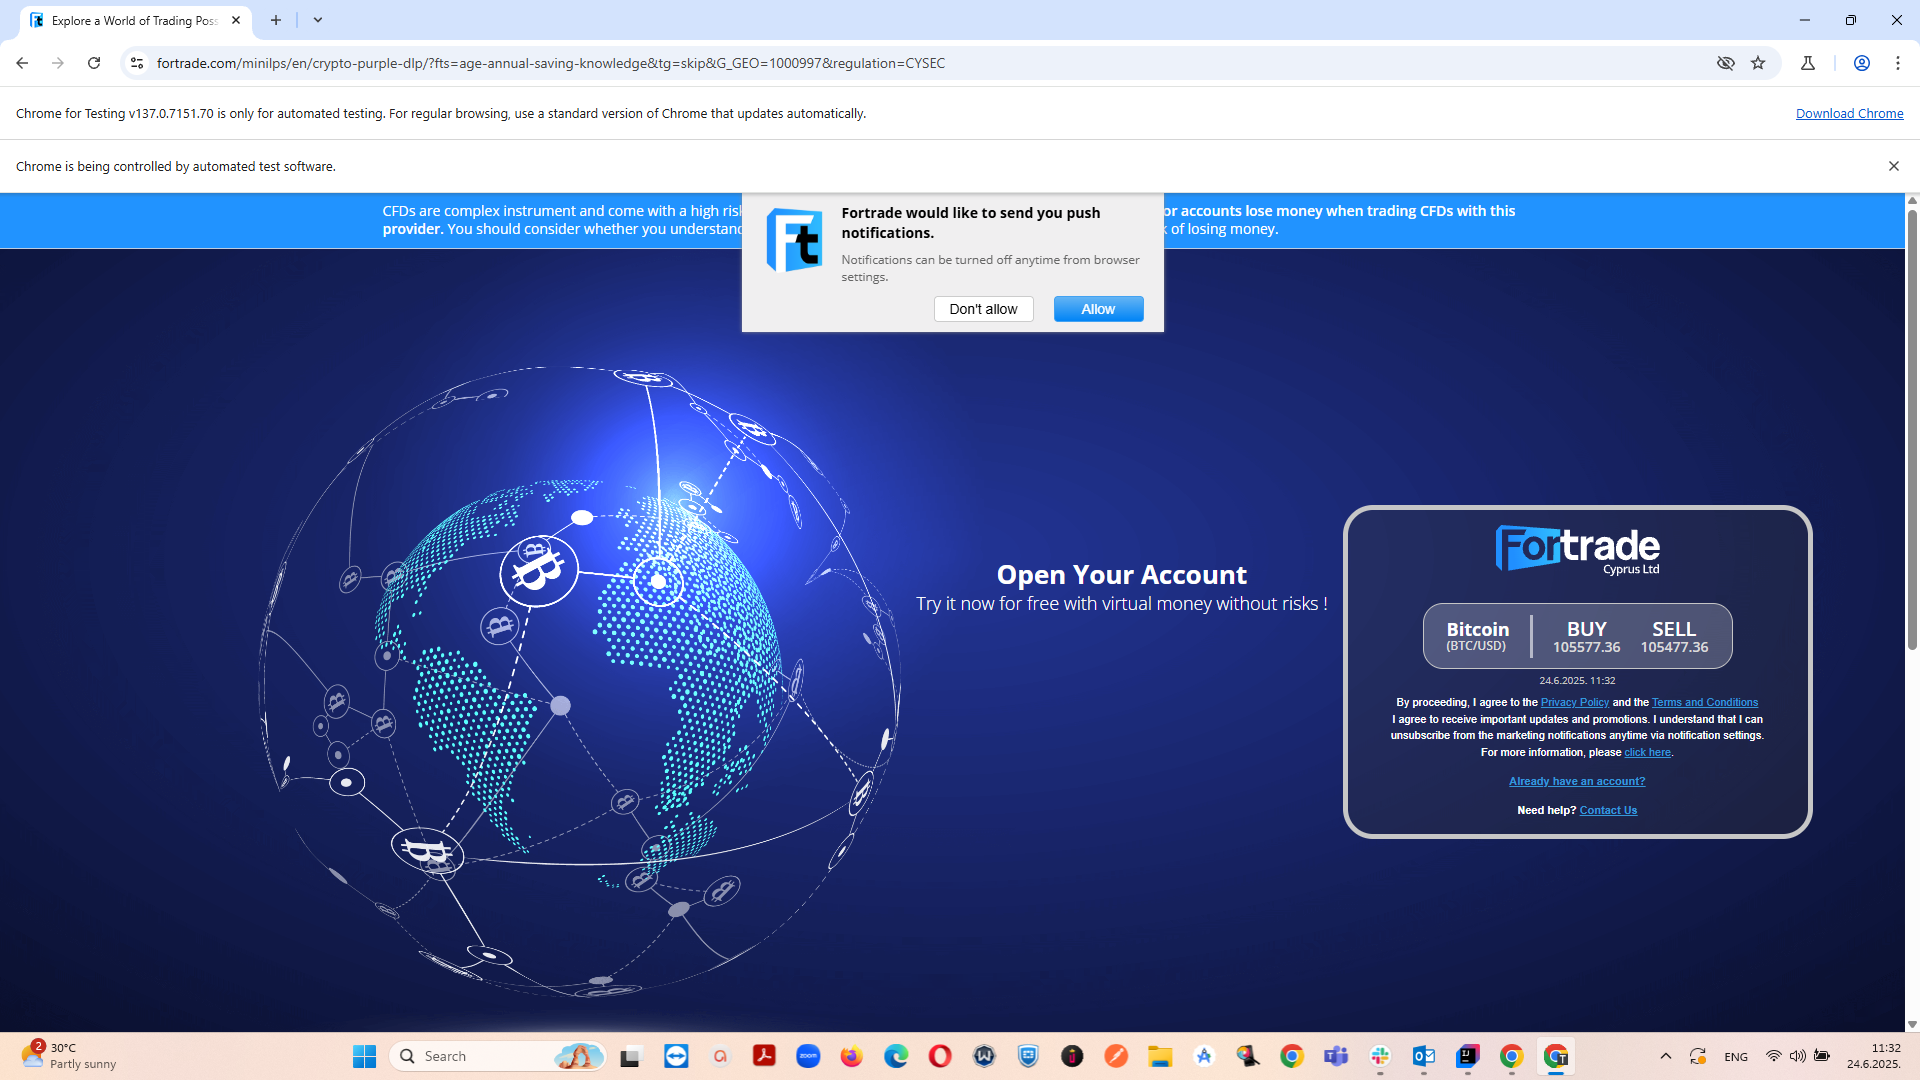 Explore a World of Trading Poss
fortrade.com/minilps/en/crypto-purple-dlp/?fts=age-annual-saving-knowledge&tg=skip&G_GEO=1000997&regulation=CYSEC
Chrome for Testing v137.0.7151.70 is only for automated testing. For regular browsing, use a standard version of Chrome that updates automatically.
Download Chrome
Chrome is being controlled by automated test software.
CFDs are complex instrument and come with a high
or accounts lose money when trading CFDs with this
provider. You should consider whether you
of losing money.
Fortrade would like to send you push
notifications.
Notifications can be turned off anytime from browser
settings.
Don't allow
Allow
Open Your Account
Try it now for free with virtual money without risks !
Fortrade
Cyprus Ltd
Bitcoin
(BTC/USD)
BUY
105577.36
SELL
105477.36
24.6.2025. 11:32
By proceeding, I agree to the Privacy Policy and the Terms and Conditions
I agree to receive important updates and promotions. I understand that I can
unsubscribe from the marketing notifications anytime via notification settings.
For more information, please click here.
Already have an account?
Need help? Contact Us
2
30°C
Partly sunny
Search
zoom
ENG
11:32
24.6.2025.